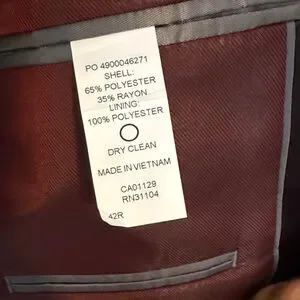 PO 4900046271
SHELL:
65% POLYESTER
35% RAYON
LINING:
100% POLYESTER
DRY CLEAN
MADE IN VIETNAM
CA01129
RN31104
42R